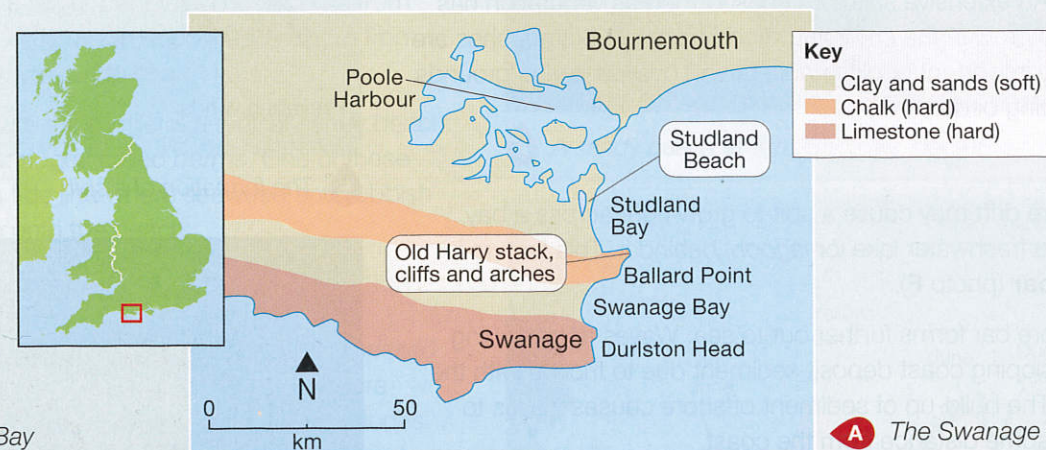 Bournemouth
Poole
Harbour
Studland
Beach
Studland
Bay
Old Harry stack,
cliffs and arches
Ballard Point
Swanage Bay
Swanage
Durlston Head
N
0 50
km
Key
Clay and sands (soft)
Chalk (hard)
Limestone (hard)
Bay
A The Swanage